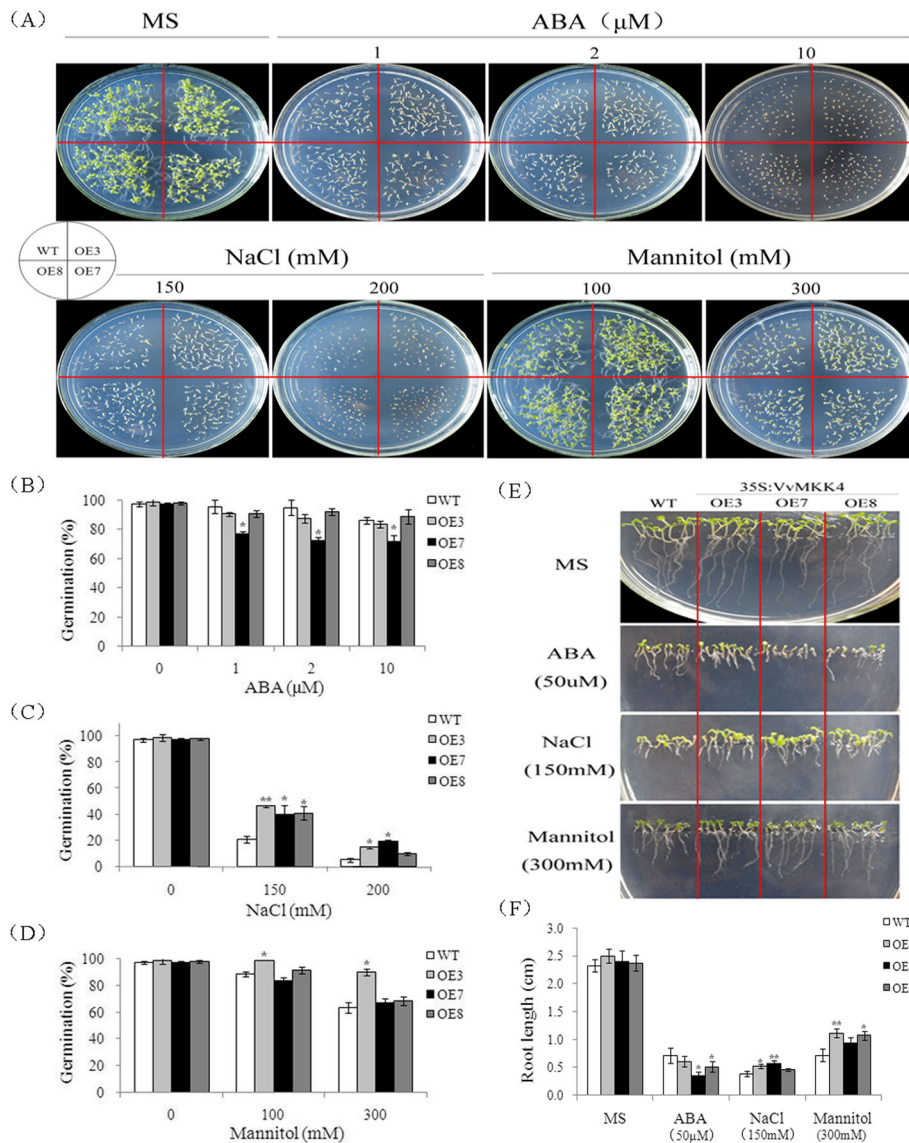 (A)
MS
ABA (μM)
1
2
10
WT OE3
OE8 OE7
NaCl (mM)
150
200
Mannitol (mM)
100
300
(B)
Germination (%)
100
80
60
40
20
0
*
*
*
WT
OE3
OE7
OE8
0 1 2 10
ABA (μM)
(C)
Germination (%)
100
80
60
40
20
0
** * *
* *
WT
OE3
OE7
OE8
0 150 200
NaCl (mM)
(D)
Germination (%)
100
80
60
40
20
0
*
*
WT
OE3
OE7
OE8
0 100 300
Mannitol (mM)
(E)
35S:VvMKK4
WT OE3 OE7 OE8
MS
ABA
(50uM)
NaCl
(150mM)
Mannitol
(300mM)
(F)
Root length (cm)
3.0
2.5
2.0
1.5
1.0
0.5
0.0
* *
* **
** *
WT
OE
OE
OE
MS ABA NaCl Mannitol
(50μM) (150mM) (300mM)